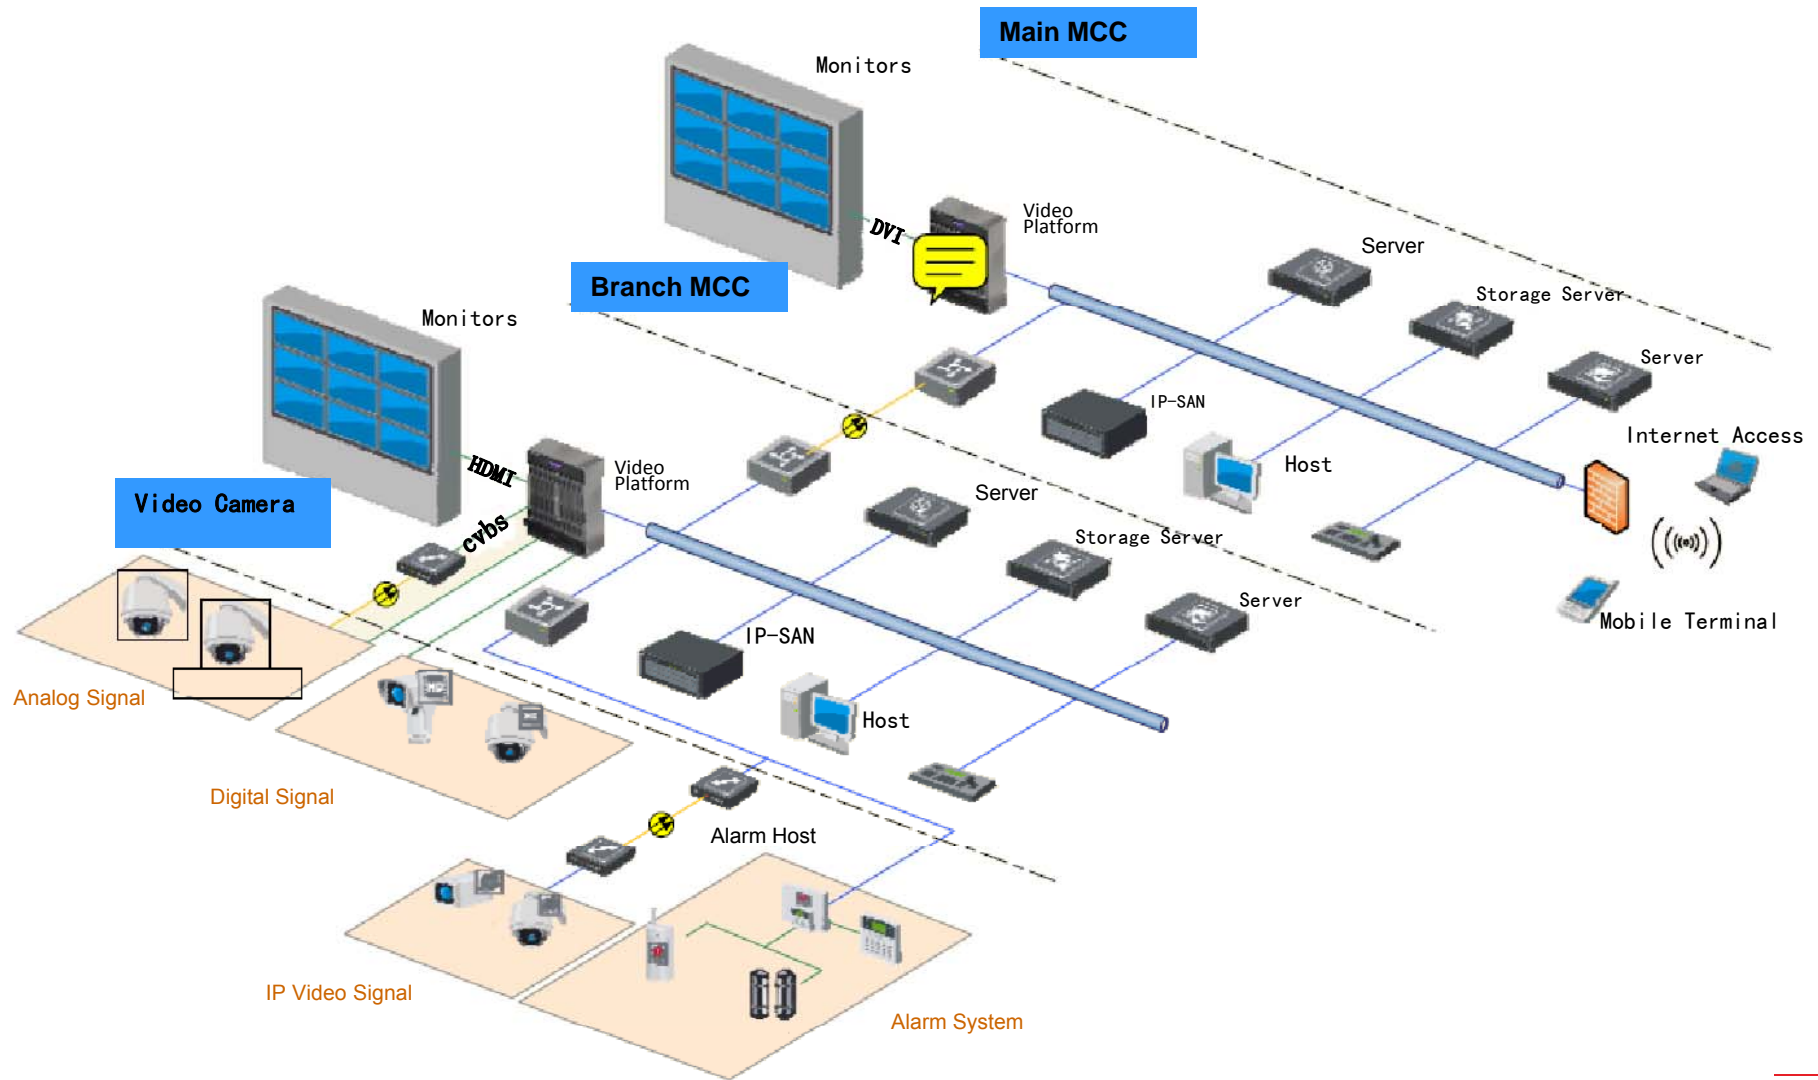 Main MCC
Monitors
DVI
Video
Platform
Server
Storage Server
Server
IP-SAN
Host
Internet Access
Mobile Terminal
Branch MCC
Monitors
HDMI
Video
Platform
cvbs
Server
Storage Server
Server
IP-SAN
Host
Video Camera
Analog Signal
Digital Signal
Alarm Host
IP Video Signal
Alarm System